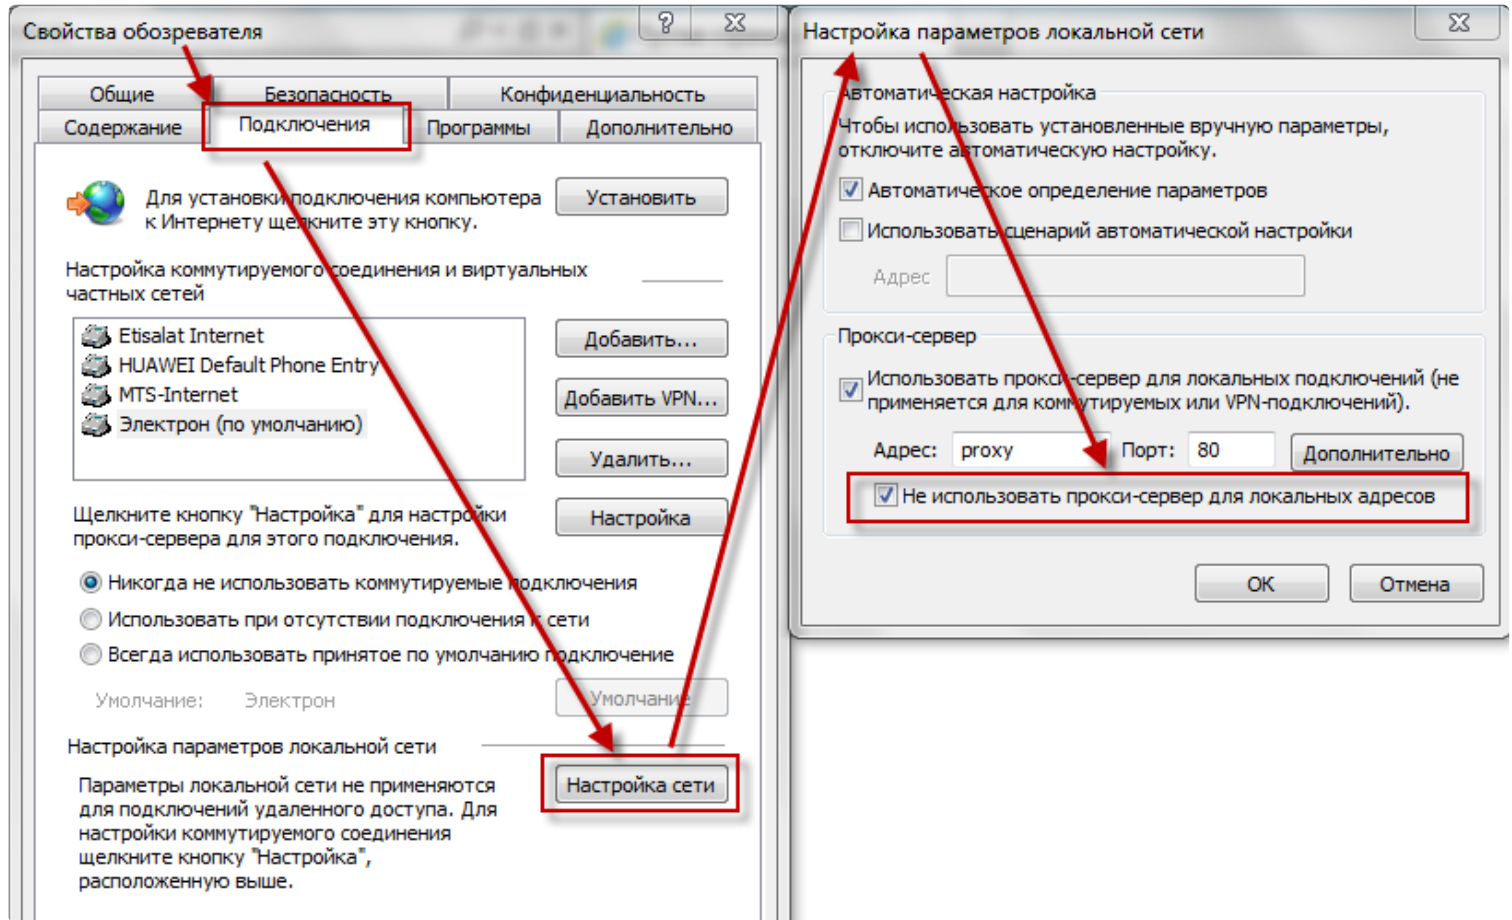 Свойства обозревателя
Общие
Безопасность
Конфиденциальность
Содержание
Подключения
Программы
Дополнительно
Для установки подключения компьютера
к Интернету щелкните эту кнопку.
Установить
Настройка коммутируемого соединения и виртуальных
частных сетей
Etisalat Internet
HUAWEI Default Phone Entry
MTS-Internet
Электрон (по умолчанию)
Добавить...
Добавить VPN...
Удалить...
Щелкните кнопку "Настройка" для настройки
прокси-сервера для этого подключения.
Настройка
Никогда не использовать коммутируемые подключения
Использовать при отсутствии подключения к сети
Всегда использовать принятое по умолчанию подключение
Умолчание:
Электрон
Умолчание
Настройка параметров локальной сети
Параметры локальной сети не применяются
для подключений удаленного доступа. Для
настройки коммутируемого соединения
щелкните кнопку "Настройка",
расположенную выше.
Настройка сети
Настройка параметров локальной сети
Автоматическая настройка
Чтобы использовать установленные вручную параметры,
отключите автоматическую настройку.
Автоматическое определение параметров
Использовать сценарий автоматической настройки
Адрес
Прокси-сервер
Использовать прокси-сервер для локальных подключений (не
применяется для коммутируемых или VPN-подключений).
Адрес: proxy Порт: 80 Дополнительно
Не использовать прокси-сервер для локальных адресов
ОК
Отмена